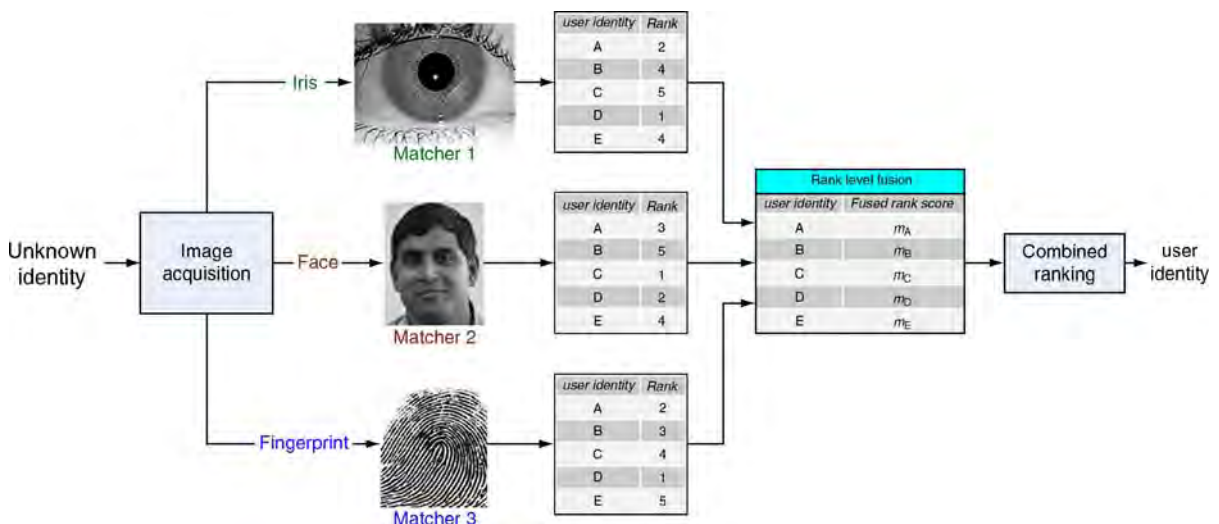 Unknown
identity
Image
acquisition
Iris
Matcher 1
user identity Rank
A 2
B 4
C 5
D 1
E 4
Face
Matcher 2
user identity Rank
A 3
B 5
C 1
D 2
E 4
Fingerprint
Matcher 3
user identity Rank
A 2
B 3
C 4
D 1
E 5
Rank level fusion
user identity Fused rank score
A mA
B mB
C mC
D mD
E mE
Combined
ranking
user
identity